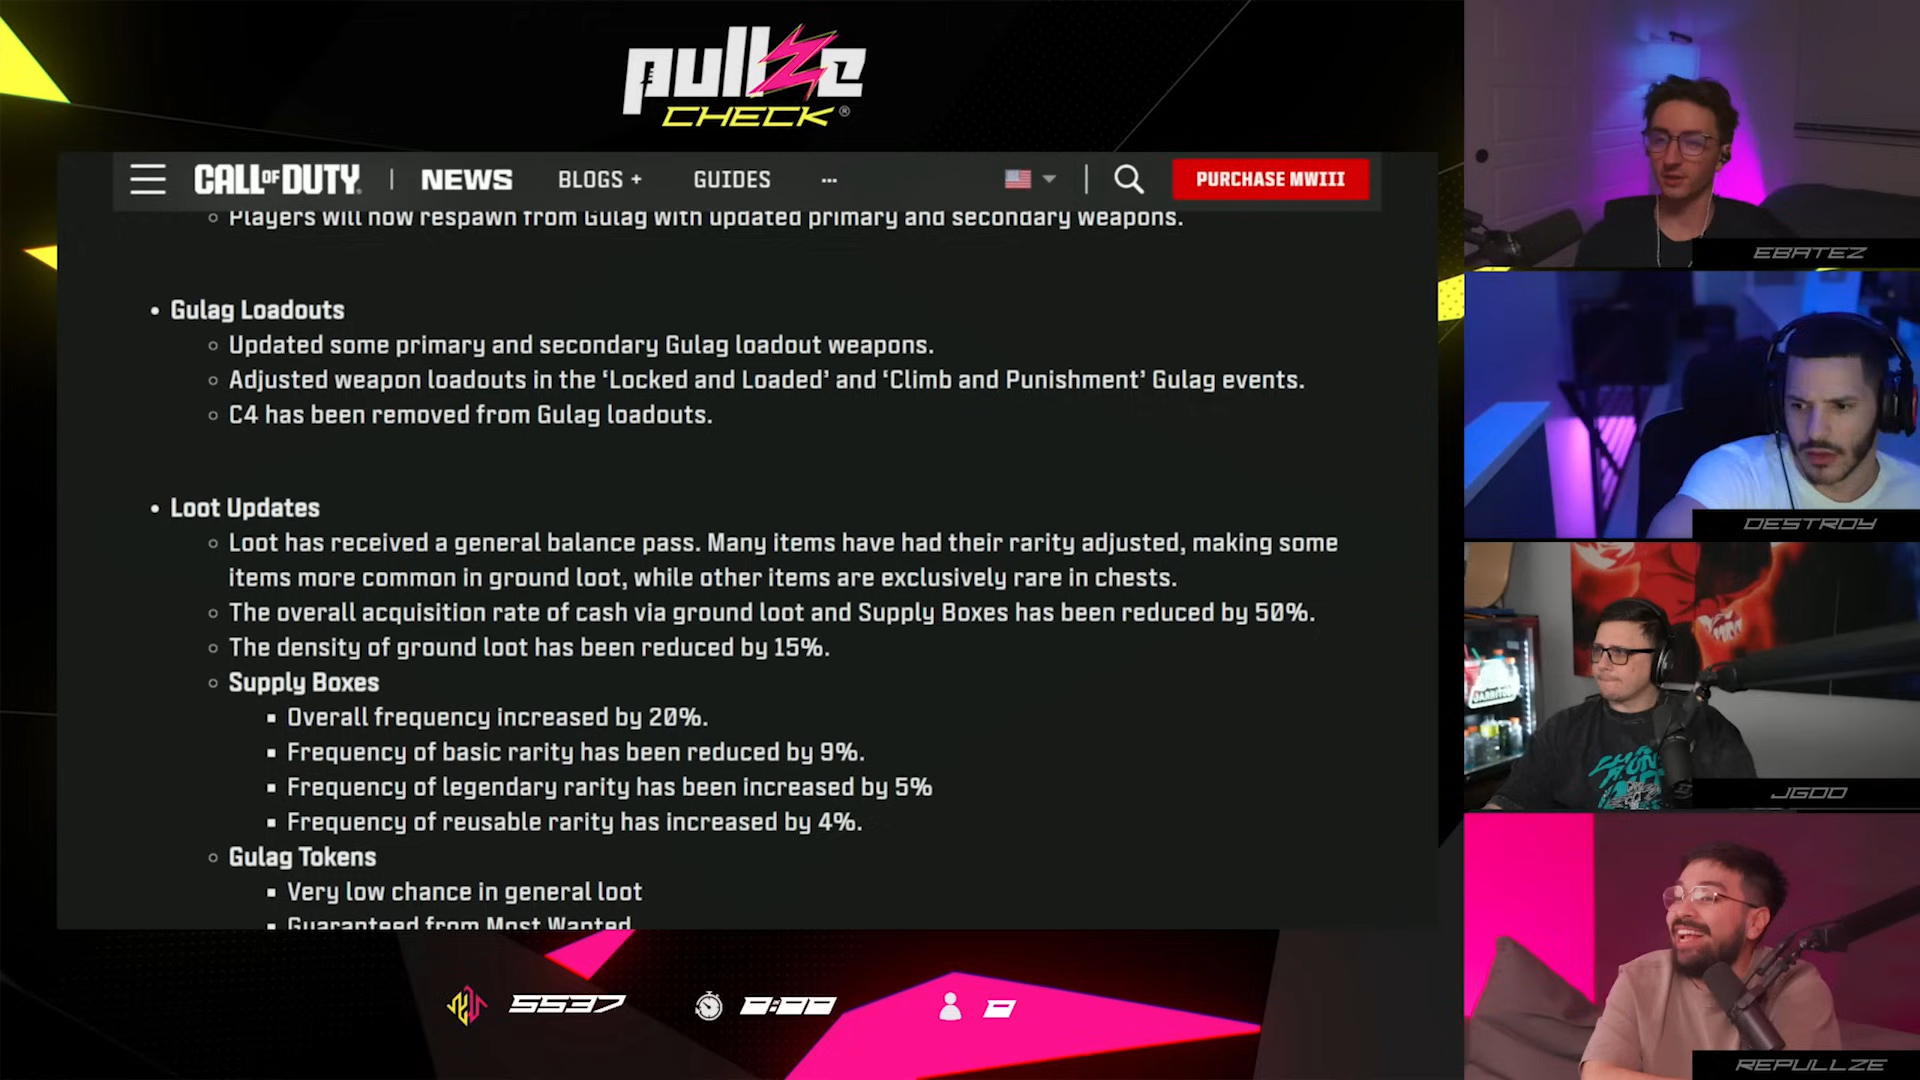 pullze
CHECK®
CALL OF DUTY | NEWS BLOGS + GUIDES ... | PURCHASE MWIII
Players will now respawn from Gulag with updated primary and secondary weapons.
• Gulag Loadouts
Updated some primary and secondary Gulag loadout weapons.
Adjusted weapon loadouts in the ‘Locked and Loaded’ and ‘Climb and Punishment’ Gulag events.
C4 has been removed from Gulag loadouts.
• Loot Updates
Loot has received a general balance pass. Many items have had their rarity adjusted, making some
items more common in ground loot, while other items are exclusively rare in chests.
The overall acquisition rate of cash via ground loot and Supply Boxes has been reduced by 50%.
The density of ground loot has been reduced by 15%.
Supply Boxes
Overall frequency increased by 20%.
Frequency of basic rarity has been reduced by 9%.
Frequency of legendary rarity has been increased by 5%
Frequency of reusable rarity has increased by 4%.
Gulag Tokens
Very low chance in general loot
Guaranteed from Most Wanted
5537 0:00 0
EBATEZ
DESTROY
JARRITOS
JGOD
REPULLZE